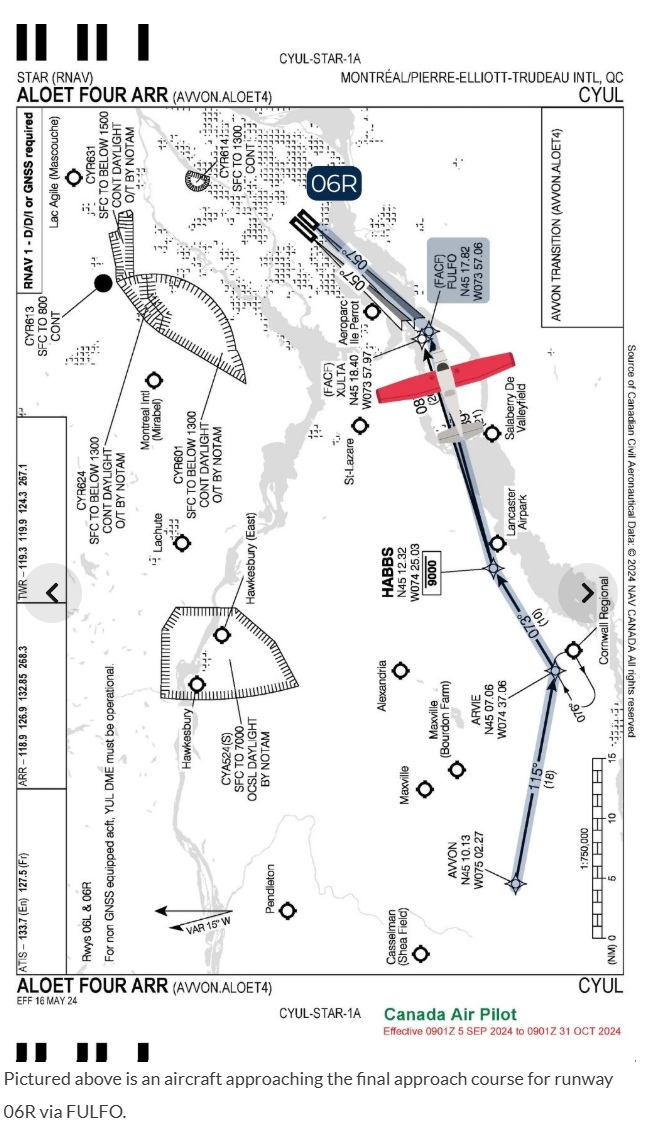 CYUL-STAR-1A
STAR (RNAV)
MONTRÉAL/PIERRE-ELLIOTT-TRUDEAU INTL, QC
ALOET FOUR ARR (AVVON.ALOET4)
CYUL
RNAV 1 - D/D/I or GNSS required
Lac Agile (Mascouche)
CYR631
SFC TO BELOW 1500
CONT DAYLIGHT
O/T BY NOTAM
CYR614
SFC TO 1300
CONT
06R
AVVON TRANSITION (AVVON.ALOET4)
CYR613
SFC TO 800
CONT
057°
057°
(FACF)
FULFO
N45 17.82
W073 57.06
Aeroparc
Ile Perrot
(FACF)
XULTA
N45 18.40
W073 57.97
Montreal Intl
(Mirabel)
St-Lazare
Salaberry De
Valleyfield
CYR624
SFC TO BELOW 1300
CONT DAYLIGHT
O/T BY NOTAM
CYR601
SFC TO BELOW 1300
CONT DAYLIGHT
O/T BY NOTAM
Lachute
Hawkesbury (East)
HABBS
N45 12.32
W074 25.03
9000
Lancaster
Airpark
073°
(10)
Cornwall Regional
076°
Alexandria
ARVIE
N45 07.06
W074 37.06
Maxville
(Bourdon Farm)
Maxville
Hawkesbury
CYA524(S)
SFC TO 7000
OCSL DAYLIGHT
BY NOTAM
115°
(18)
AVVON
N45 10.13
W075 02.27
Pendleton
Casselman
(Shea Field)
VAR 15° W
1:750,000
(NM) 0 5 10 15
ATIS – 133.7 (En) 127.5 (Fr)
ARR – 118.9 126.9 132.85 268.3
TWR – 119.3 119.9 124.3 267.1
Rwys 06L & 06R
For non GNSS equipped acft, YUL DME must be operational.
Source of Canadian Civil Aeronautical Data: © 2024 NAV CANADA All rights reserved
ALOET FOUR ARR (AVVON.ALOET4)
CYUL
EFF 16 MAY 24
CYUL-STAR-1A
Canada Air Pilot
Effective 0901Z 5 SEP 2024 to 0901Z 31 OCT 2024
Pictured above is an aircraft approaching the final approach course for runway
06R via FULFO.